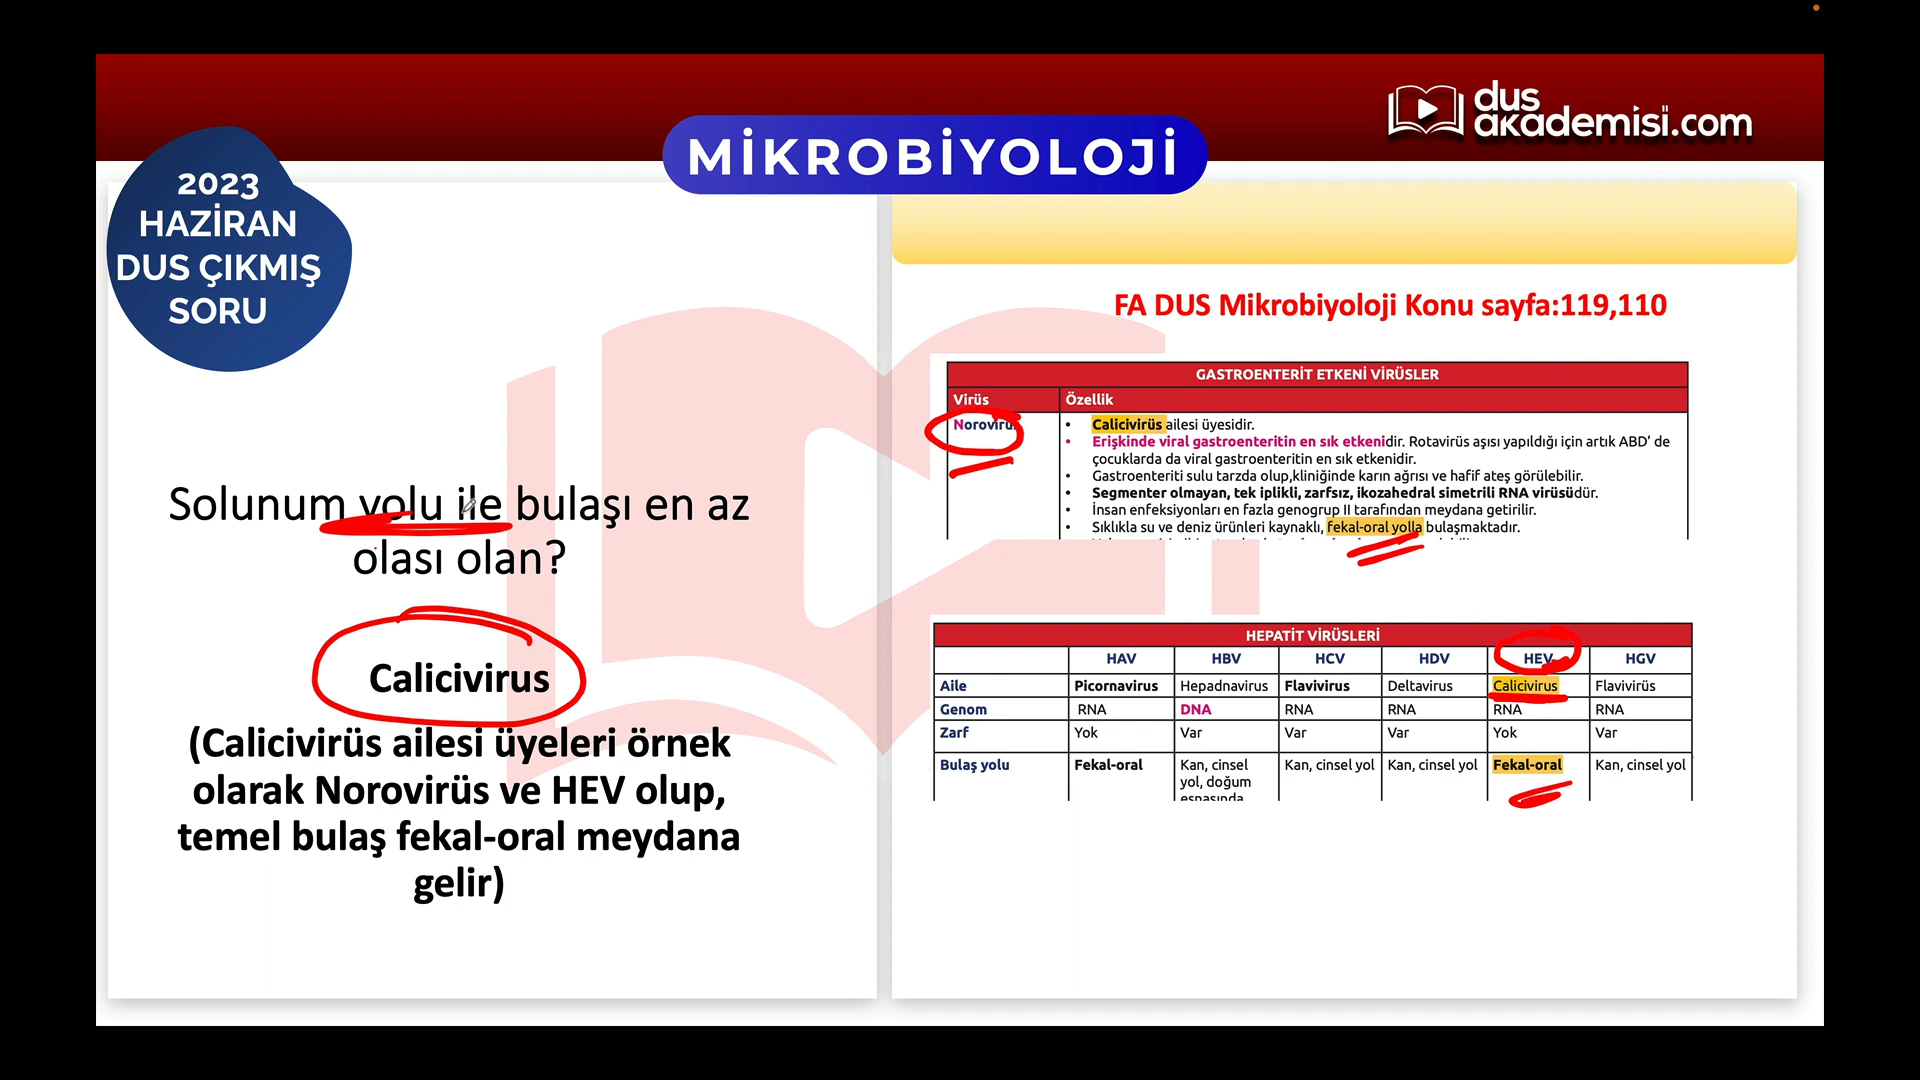 dus
akademisi.com
MİKROBİYOLOJİ
2023
HAZİRAN
DUS ÇIKMIŞ
SORU
Solunum yolu ile bulaşı en az
olası olan?
Calicivirus
(Calicivirüs ailesi üyeleri örnek
olarak Norovirüs ve HEV olup,
temel bulaş fekal-oral meydana
gelir)
FA DUS Mikrobiyoloji Konu sayfa:119,110
GASTROENTERİT ETKENİ VİRÜSLER
Virüs Özellik
• Calicivirüs ailesi üyesidir.
• Erişkinde viral gastroenteritin en sık etkenidir. Rotavirüs aşısı yapıldığı için artık ABD’ de
çocuklarda da viral gastroenteritin en sık etkenidir.
• Gastroenteriti sulu tarzda olup,kliniğinde karın ağrısı ve hafif ateş görülebilir.
• Segmenter olmayan, tek iplikli, zarfsız, ikozahedral simetrili RNA virüsüdür.
• İnsan enfeksiyonları en fazla genogrup II tarafından meydana getirilir.
• Sıklıkla su ve deniz ürünleri kaynaklı, fekal-oral yolla bulaşmaktadır.
HEPATİT VİRÜSLERİ
HAV HBV HCV HDV HEV HGV
Aile Picornavirus Hepadnavirus Flavivirus Deltavirus Calicivirus Flavivirüs
Genom RNA DNA RNA RNA RNA RNA
Zarf Yok Var Var Var Yok Var
Bulaş yolu Fekal-oral Kan, cinsel Kan, cinsel yol Kan, cinsel yol Fekal-oral Kan, cinsel yol
yol, doğum